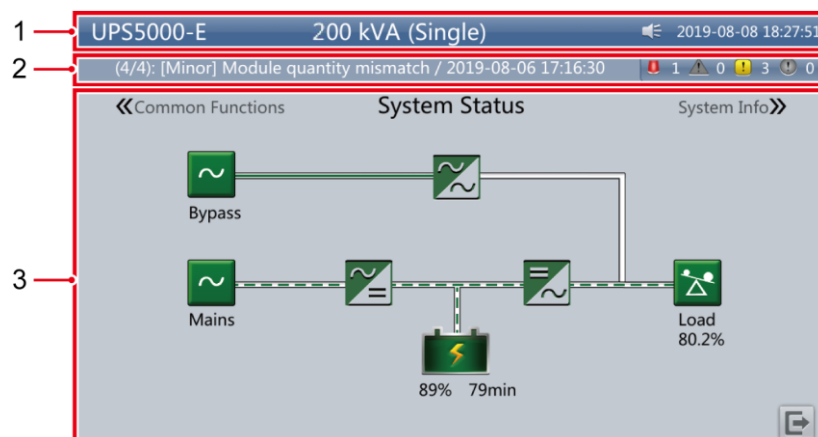 1
UPS5000-E 200 kVA (Single) 2019-08-08 18:27:51
2
(4/4): [Minor] Module quantity mismatch / 2019-08-06 17:16:30 1 0 3 0
«Common Functions System Status System Info»
Bypass
3
Mains
Load
80.2%
89% 79min